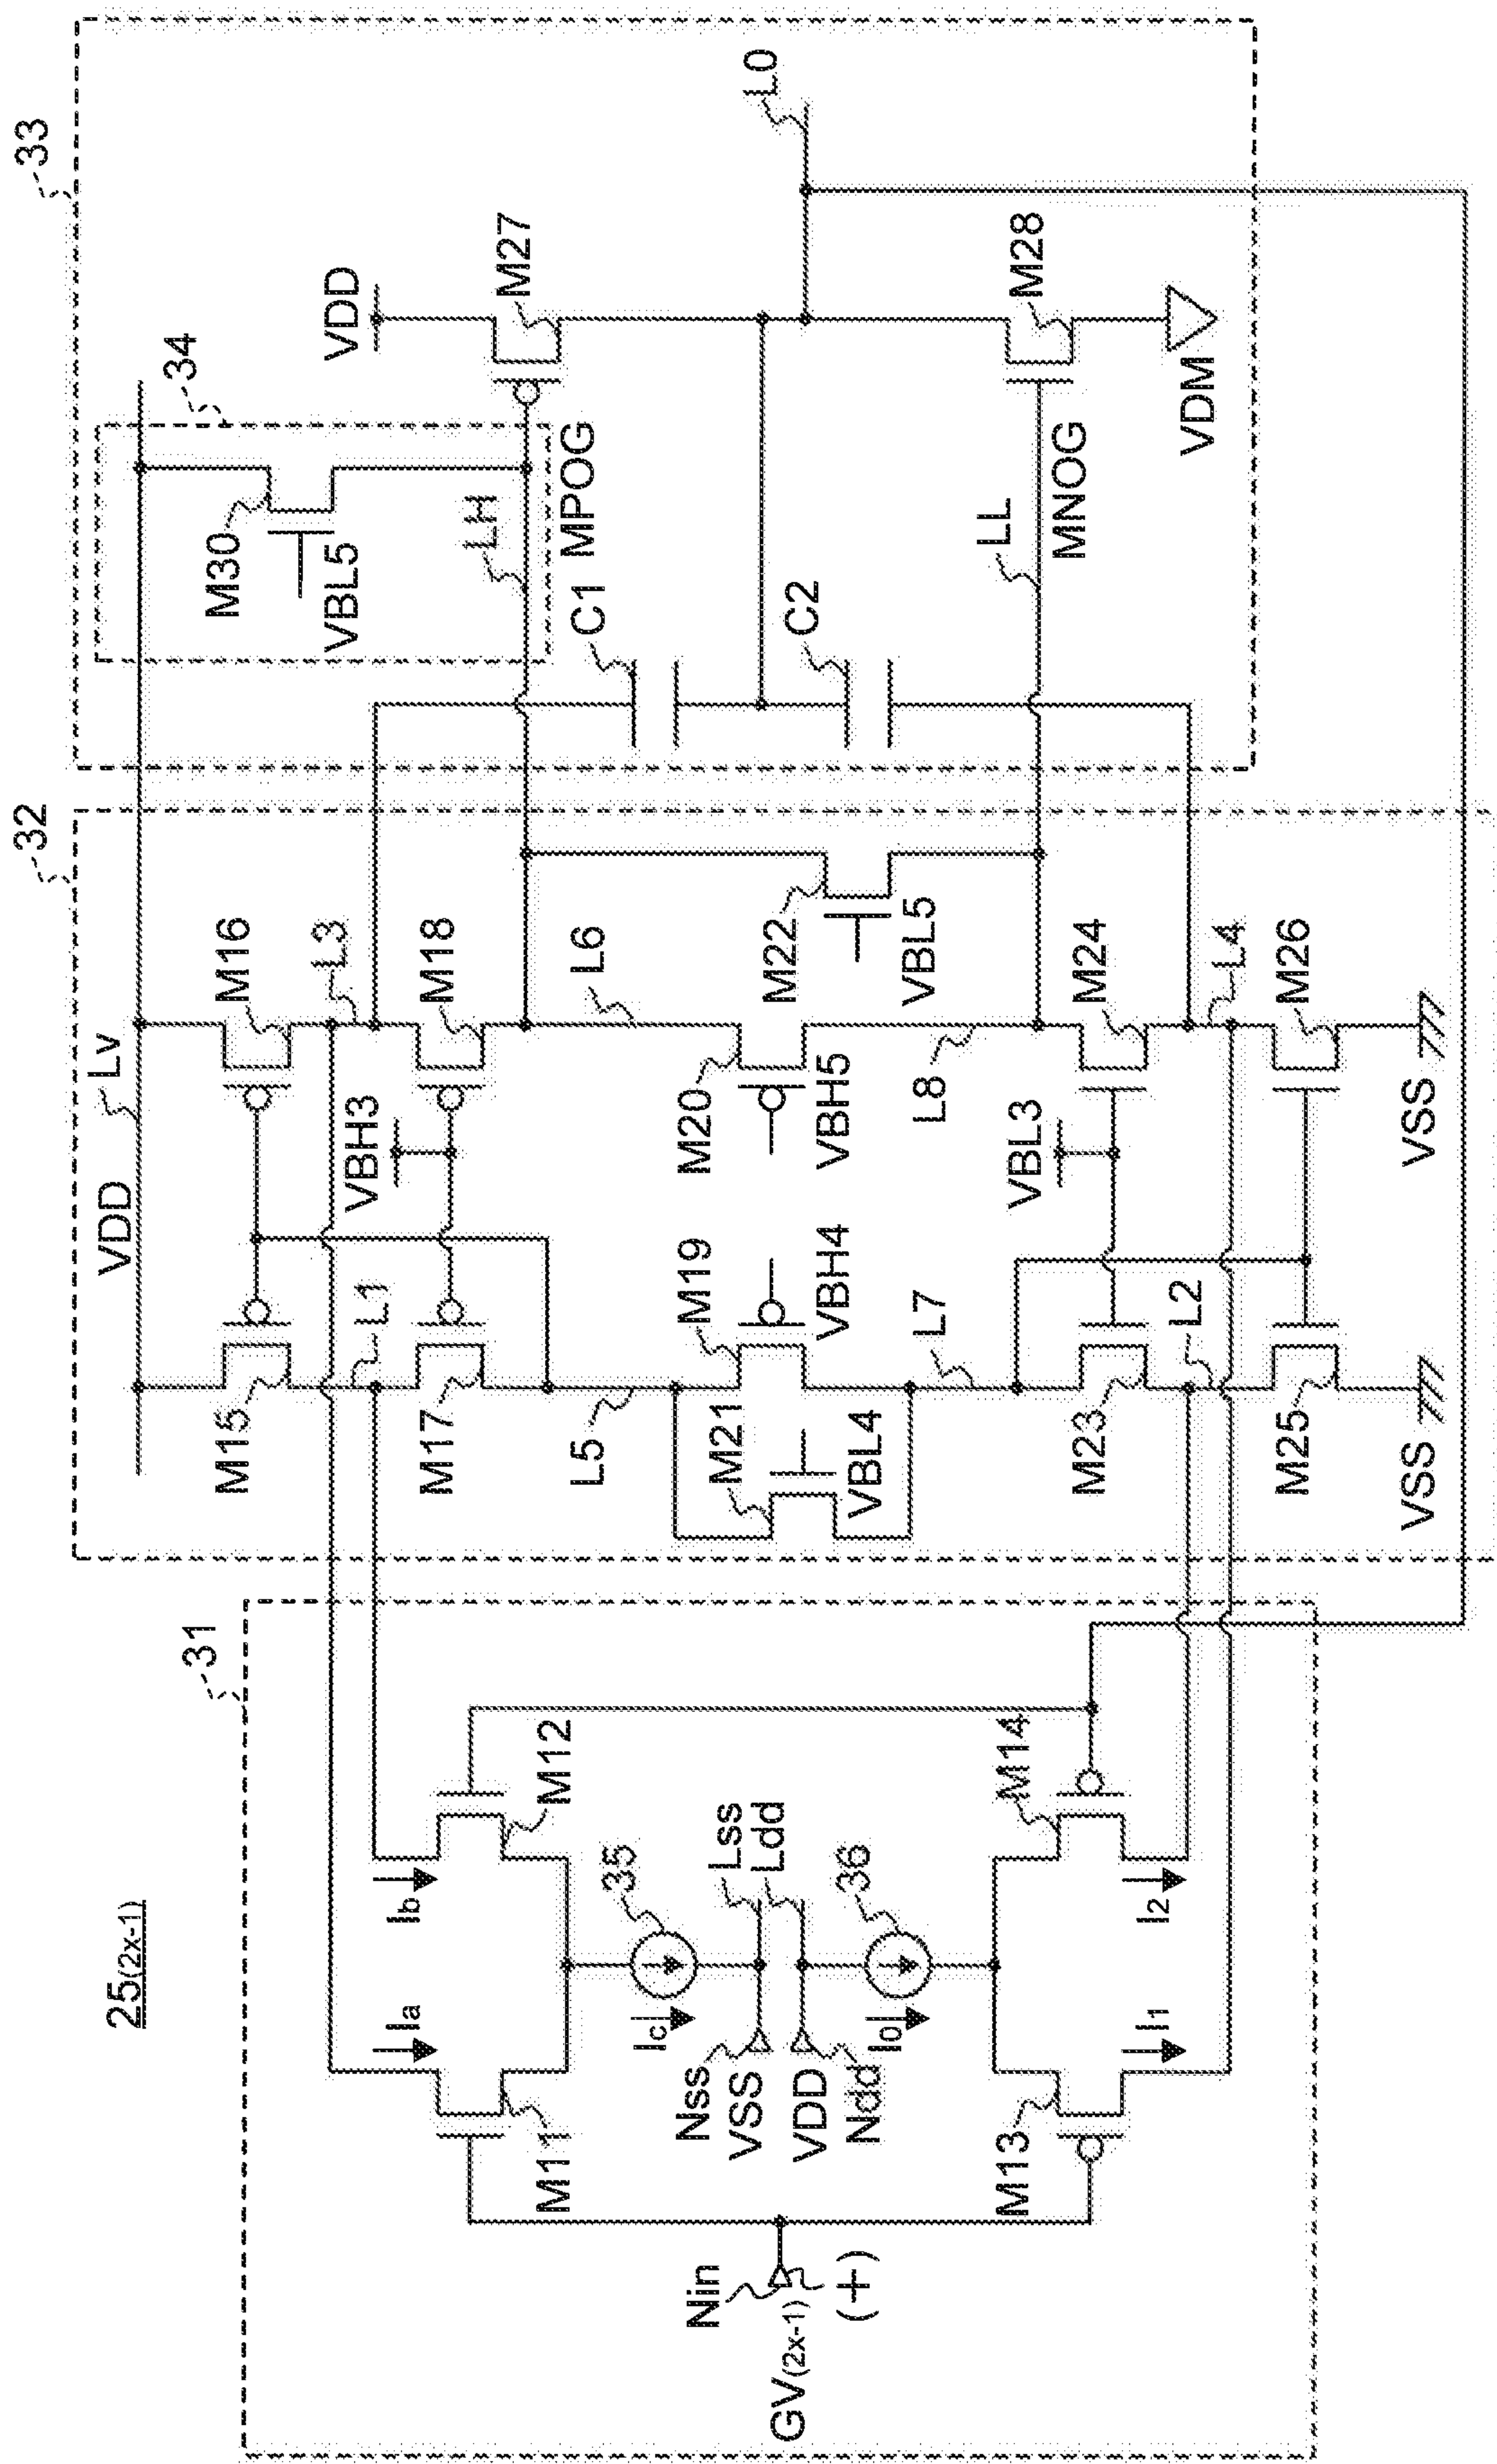 25(2x-1)
31
Nin
GV(2x-1)
(+)
M11
Ia
Ib
M12
Ic
35
Nss
VSS
Lss
Ldd
VDD
Ndd
I0
36
M13
I1
I2
M14
32
VDD
Lv
M15
M16
L1
L3
VBH3
M17
M18
L5
L6
M21
VBL4
M19
VBH4
M20
VBH5
M22
VBL5
L7
L8
VBL3
M23
M24
L2
L4
M25
M26
VSS
VSS
33
34
M30
VBL5
LH
MPOG
VDD
M27
C1
C2
L0
LL
MNOG
M28
VDM